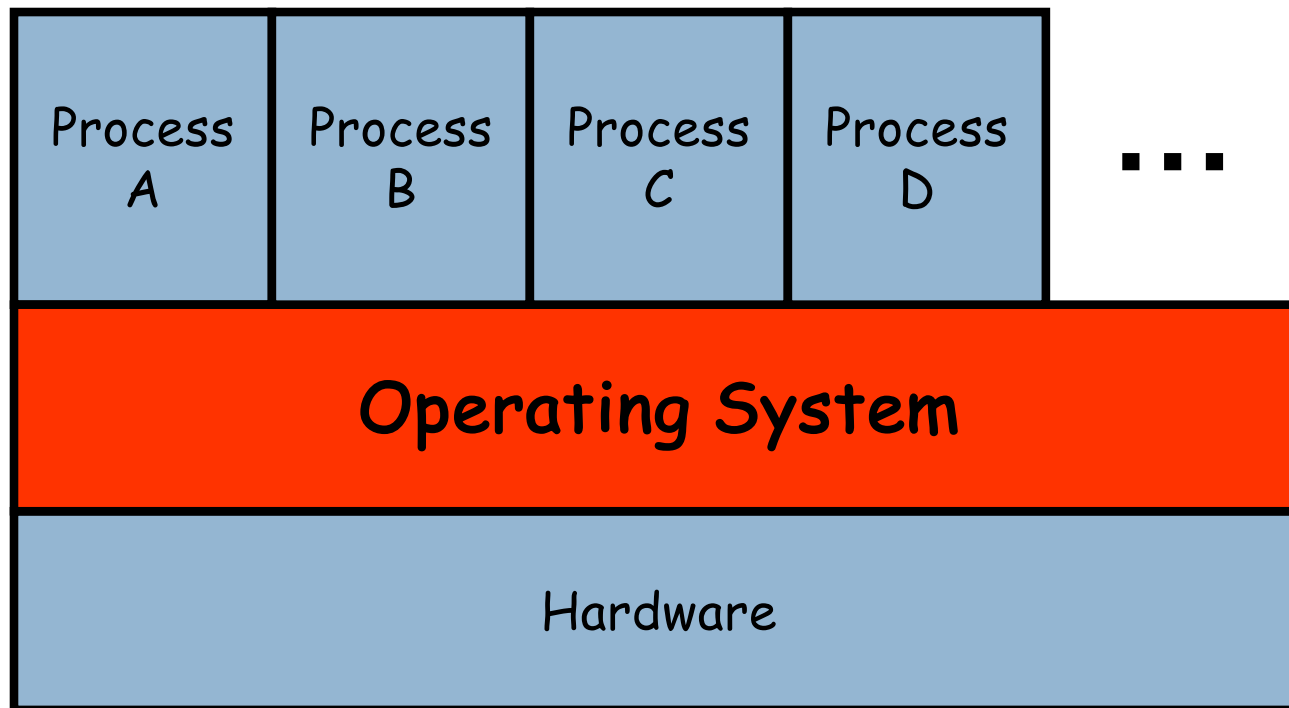 Process
A
Process
B
Process
C
Process
D
...
Operating System
Hardware